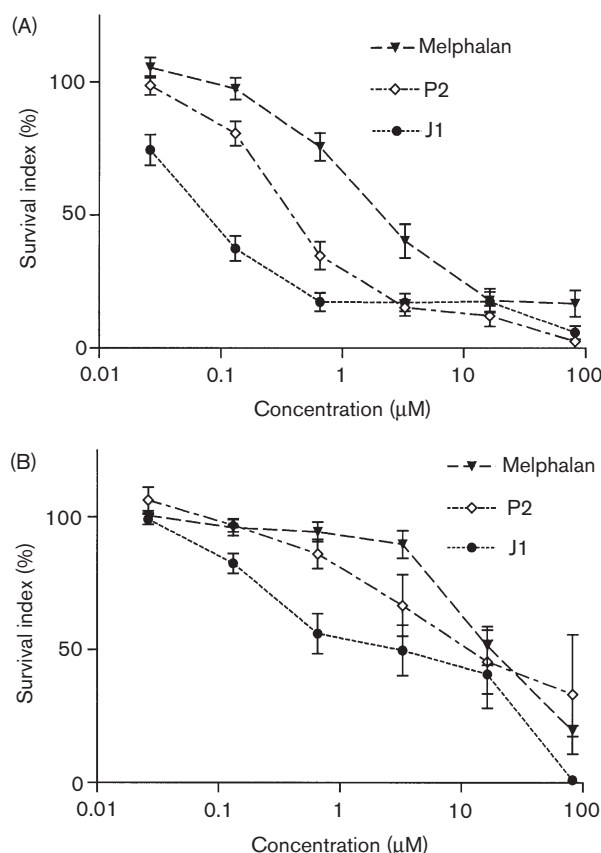 (A)
Melphalan
P2
J1
100
50
0
Survival index (%)
0.01 0.1 1 10 100
Concentration (μM)
(B)
Melphalan
P2
J1
100
50
0
Survival index (%)
0.01 0.1 1 10 100
Concentration (μM)